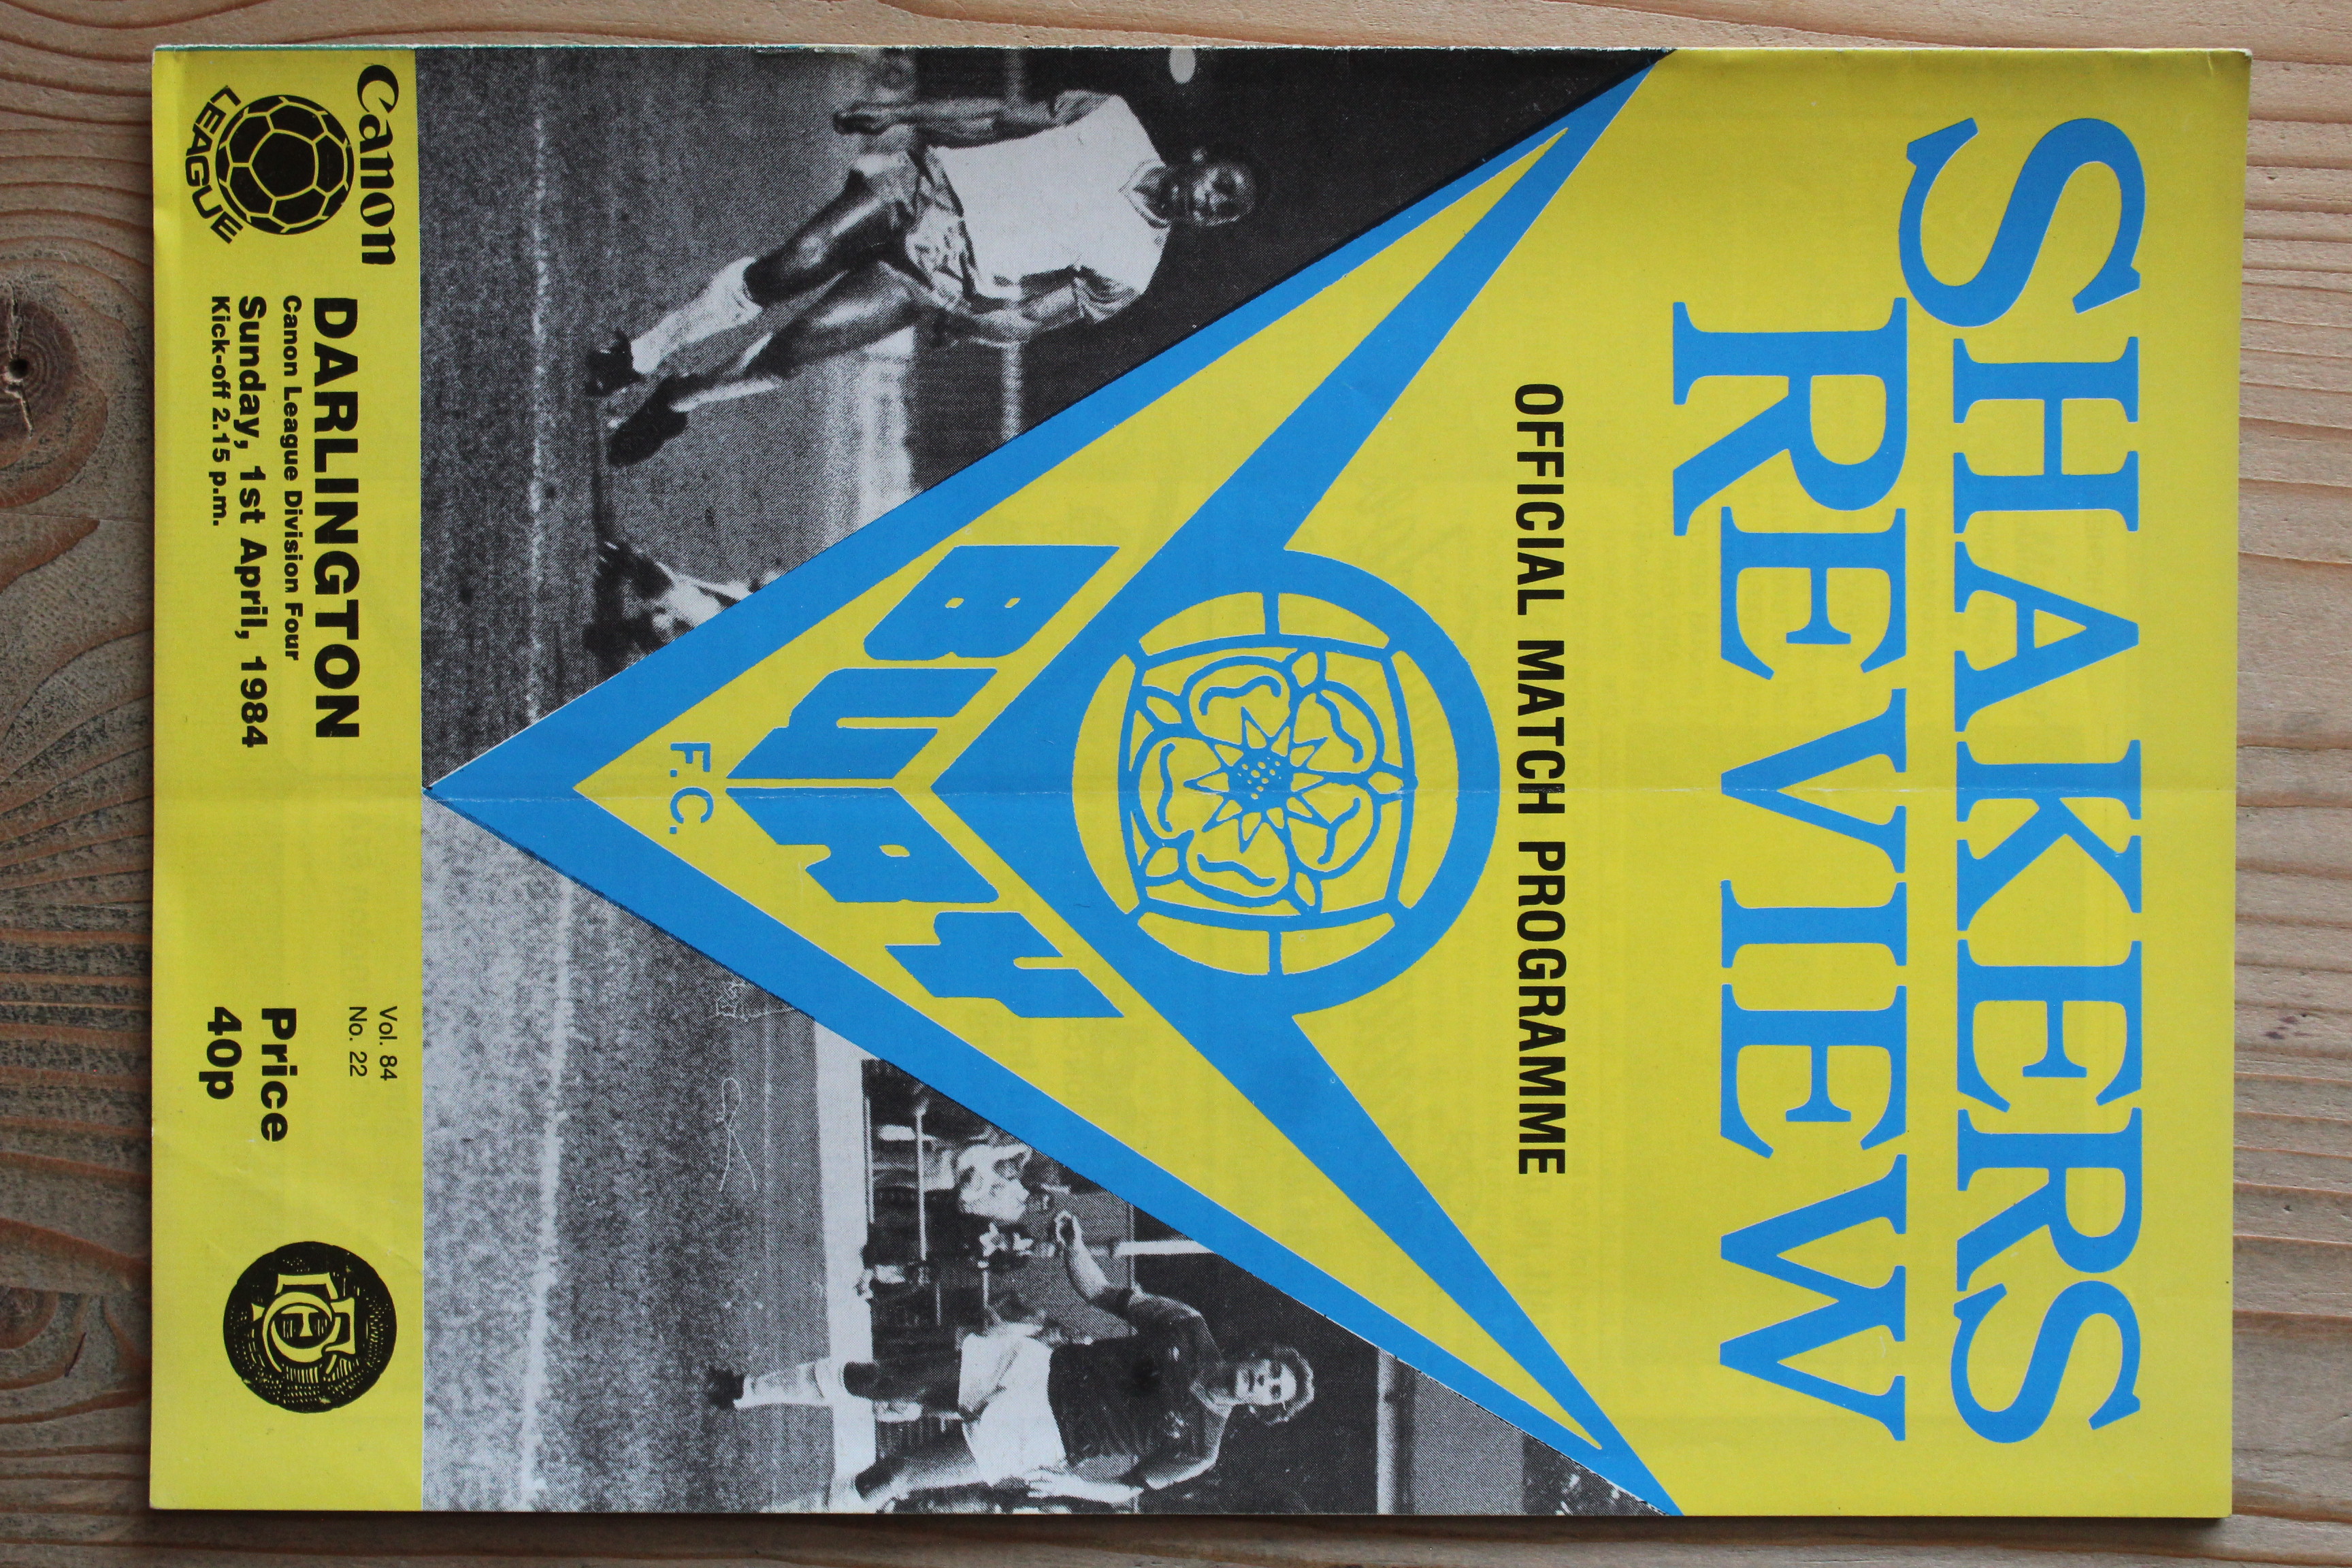 SHAKERS
REVIEW
OFFICIAL MATCH PROGRAMME
BURY
F.C.
Canon
LEAGUE
DARLINGTON
Canon League Division Four
Sunday, 1st April, 1984
Kick-off 2.15 p.m.
Vol. 84
No. 22
Price
40p